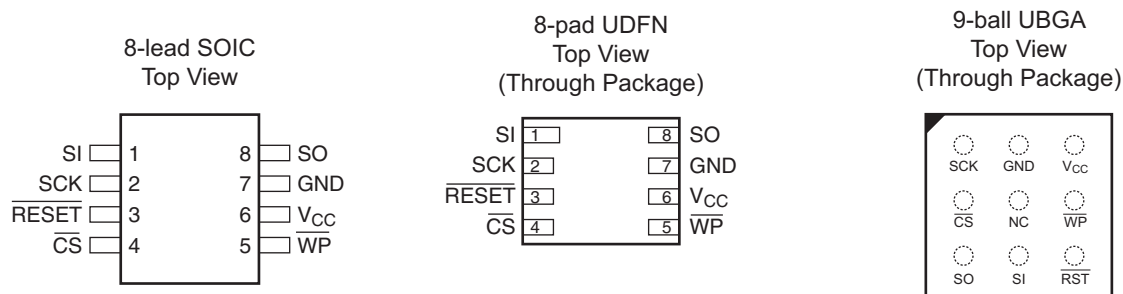 8-lead SOIC
Top View
SI 1 8 SO
SCK 2 7 GND
RESET 3 6 VCC
CS 4 5 WP
8-pad UDFN
Top View
(Through Package)
SI 1 8 SO
SCK 2 7 GND
RESET 3 6 VCC
CS 4 5 WP
9-ball UBGA
Top View
(Through Package)
SCK GND VCC
CS NC WP
SO SI RST